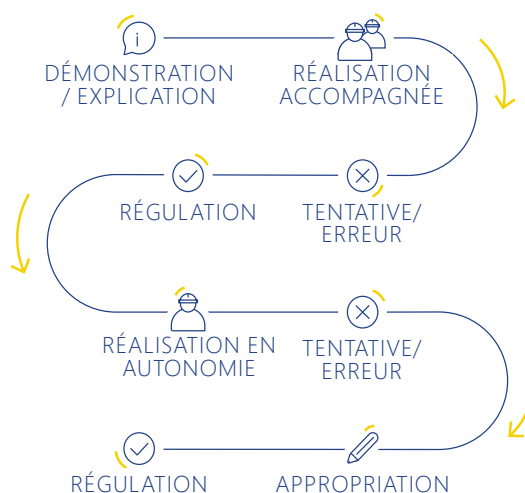 DÉMONSTRATION
/ EXPLICATION
RÉALISATION
ACCOMPAGNÉE
RÉGULATION
TENTATIVE/
ERREUR
RÉALISATION EN
AUTONOMIE
TENTATIVE/
ERREUR
RÉGULATION
APPROPRIATION